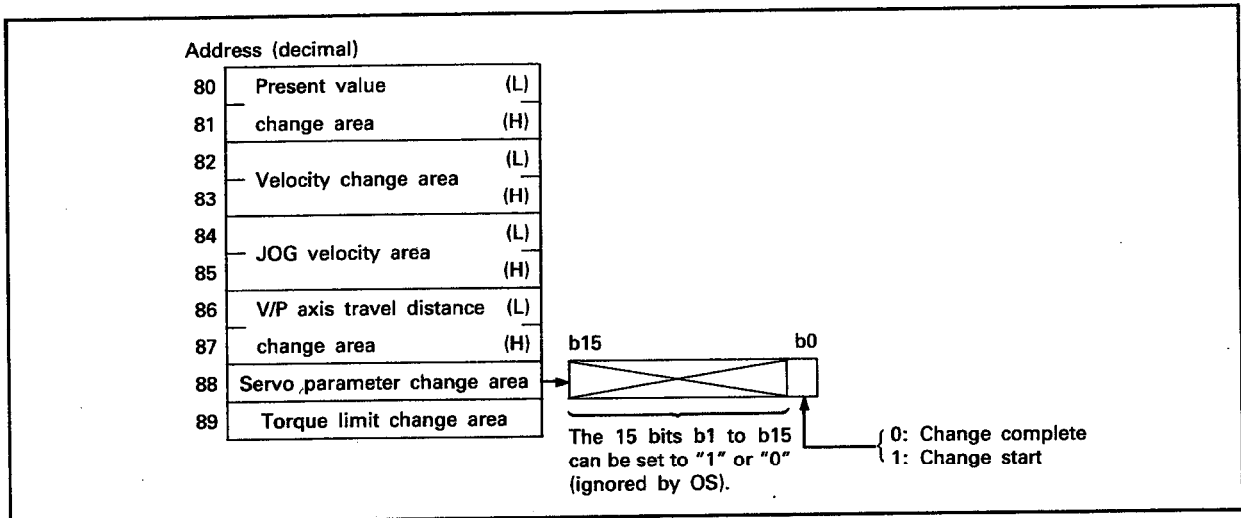 Address (decimal)
80 Present value (L)
81 change area (H)
82 (L)
Velocity change area
83 (H)
84 (L)
JOG velocity area
85 (H)
86 V/P axis travel distance (L)
87 change area (H)
88 Servo parameter change area
89 Torque limit change area
b15 b0
The 15 bits b1 to b15
can be set to "1" or "0"
(ignored by OS).
0: Change complete
1: Change start